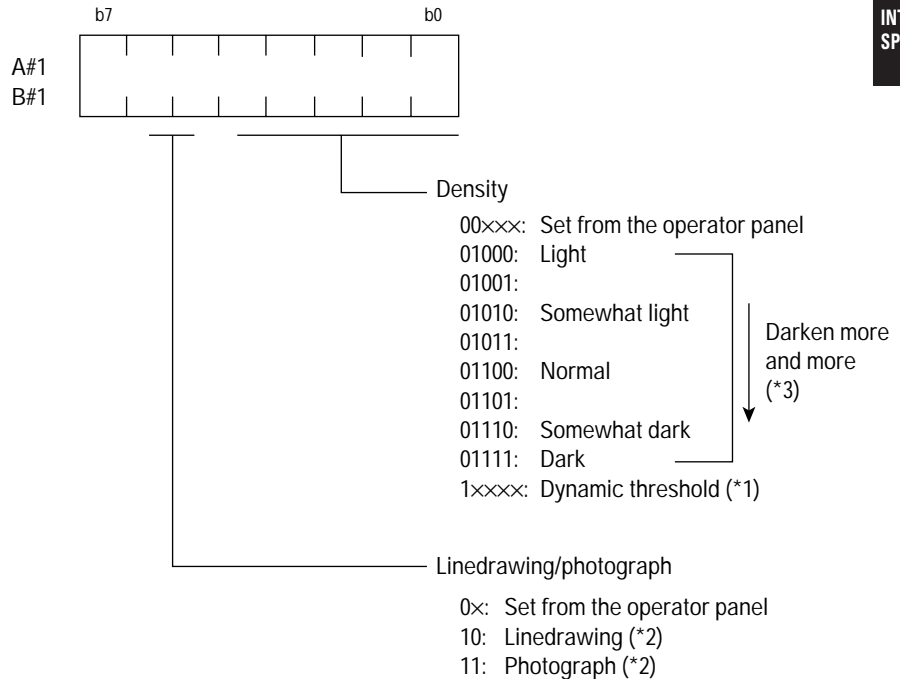 b7 b0
INT
SP
A#1
B#1
Density
00×××: Set from the operator panel
01000: Light
01001:
01010: Somewhat light
01011:
01100: Normal
01101:
01110: Somewhat dark
01111: Dark
1××××: Dynamic threshold (*1)
Darken more
and more
(*3)
Linedrawing/photograph
0×: Set from the operator panel
10: Linedrawing (*2)
11: Photograph (*2)